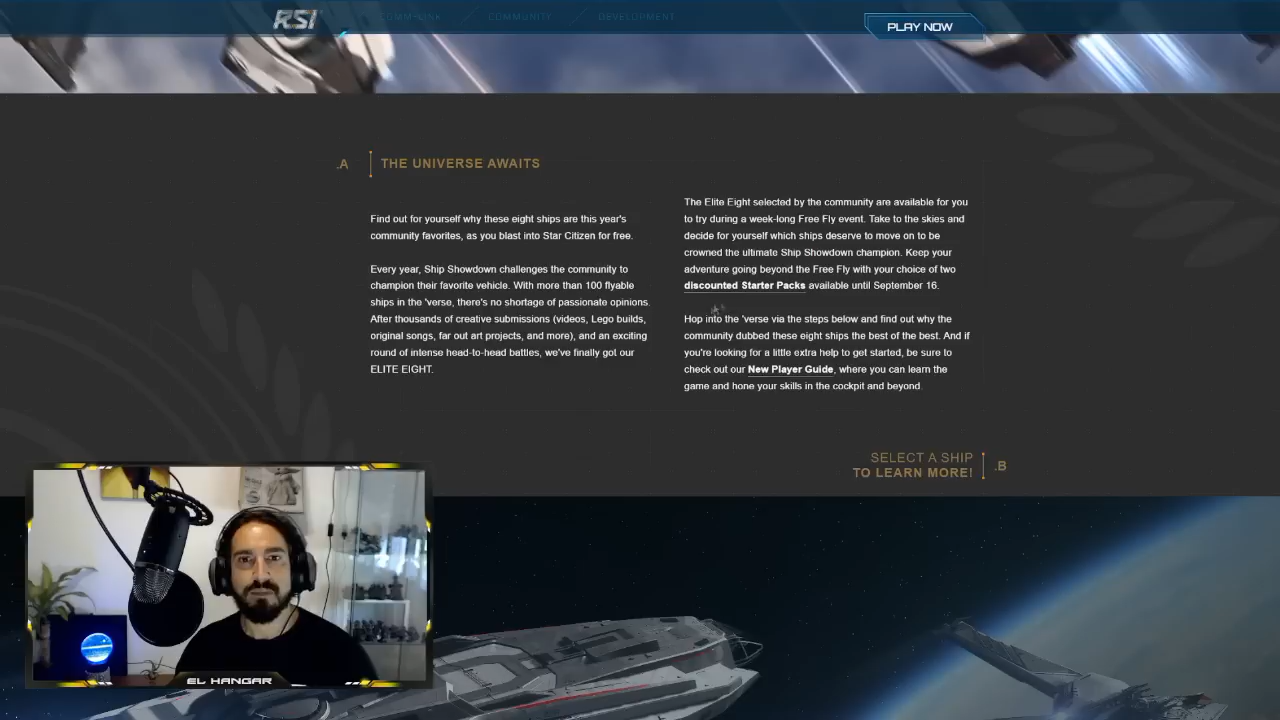 RSI
COMM-LINK
COMMUNITY
DEVELOPMENT
PLAY NOW
.A
THE UNIVERSE AWAITS
Find out for yourself why these eight ships are this year's
community favorites, as you blast into Star Citizen for free.
Every year, Ship Showdown challenges the community to
champion their favorite vehicle. With more than 100 flyable
ships in the 'verse, there's no shortage of passionate opinions.
After thousands of creative submissions (videos, Lego builds,
original songs, far out art projects, and more), and an exciting
round of intense head-to-head battles, we've finally got our
ELITE EIGHT.
The Elite Eight selected by the community are available for you
to try during a week-long Free Fly event. Take to the skies and
decide for yourself which ships deserve to move on to be
crowned the ultimate Ship Showdown champion. Keep your
adventure going beyond the Free Fly with your choice of two
discounted Starter Packs available until September 16.
Hop into the 'verse via the steps below and find out why the
community dubbed these eight ships the best of the best. And if
you're looking for a little extra help to get started, be sure to
check out our New Player Guide, where you can learn the
game and hone your skills in the cockpit and beyond.
SELECT A SHIP
TO LEARN MORE!
.B
EL HANGAR